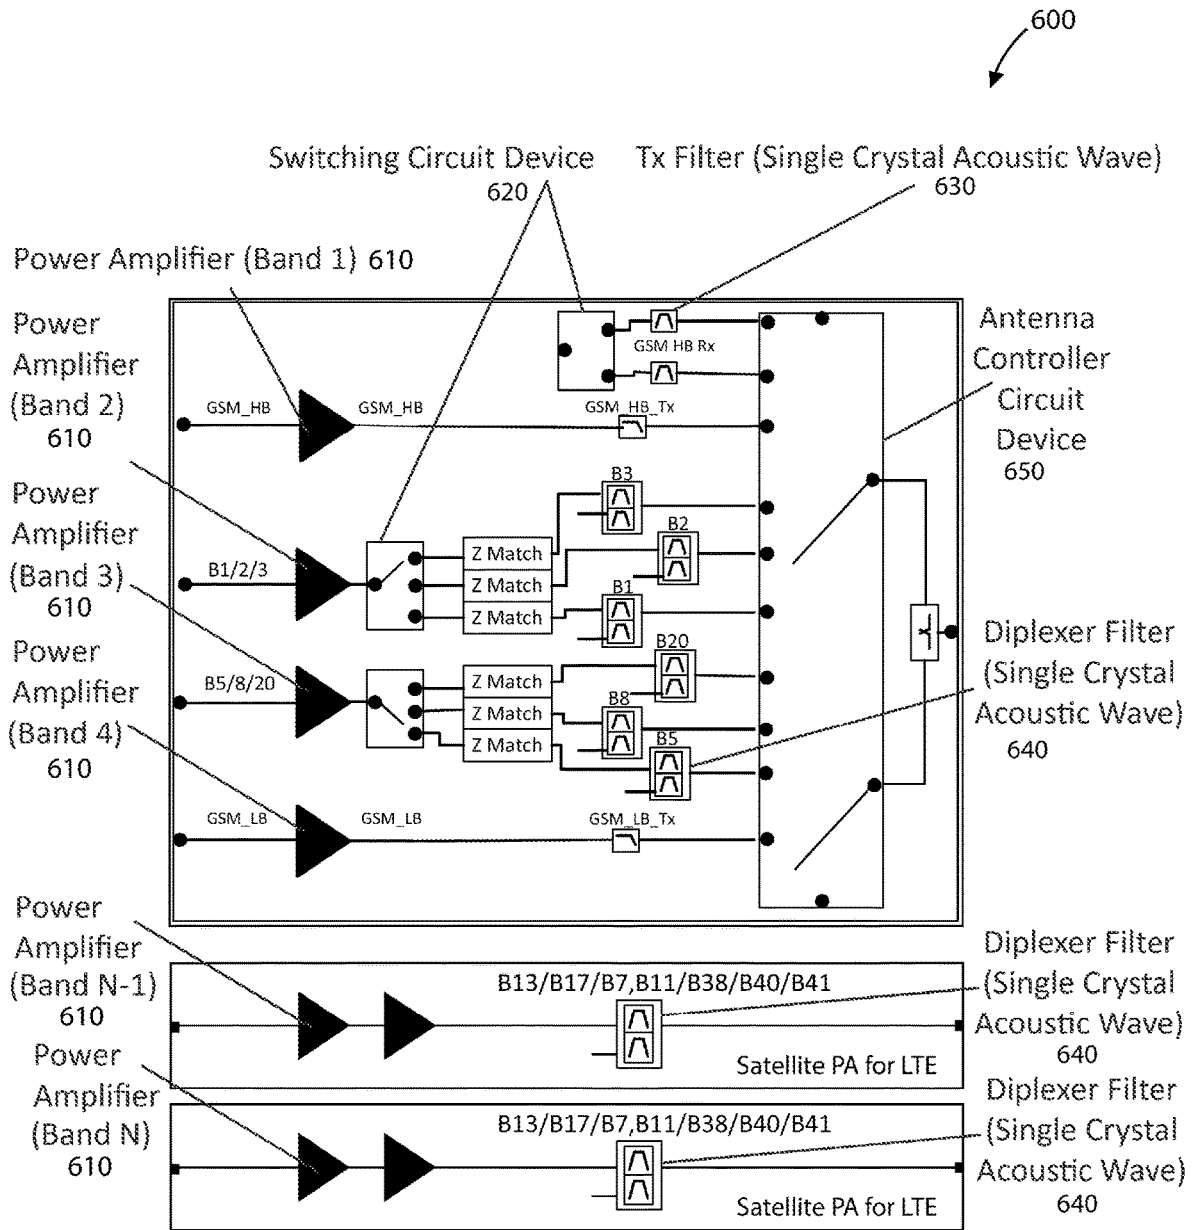 600
Switching Circuit Device
620
Tx Filter (Single Crystal Acoustic Wave)
630
Power Amplifier (Band 1) 610
Power
Amplifier
(Band 2)
610
Power
Amplifier
(Band 3)
610
Power
Amplifier
(Band 4)
610
GSM HB Rx
GSM_HB
GSM_HB
GSM_HB_Tx
B3
B2
B1/2/3
Z Match
Z Match
Z Match
B1
B20
B5/8/20
Z Match
Z Match
Z Match
B8
B5
GSM_LB
GSM_LB
GSM_LB_Tx
Antenna
Controller
Circuit
Device
650
Diplexer Filter
(Single Crystal
Acoustic Wave)
640
Power
Amplifier
(Band N-1)
610
B13/B17/B7,B11/B38/B40/B41
Satellite PA for LTE
Diplexer Filter
(Single Crystal
Acoustic Wave)
640
Power
Amplifier
(Band N)
610
B13/B17/B7,B11/B38/B40/B41
Satellite PA for LTE
Diplexer Filter
(Single Crystal
Acoustic Wave)
640